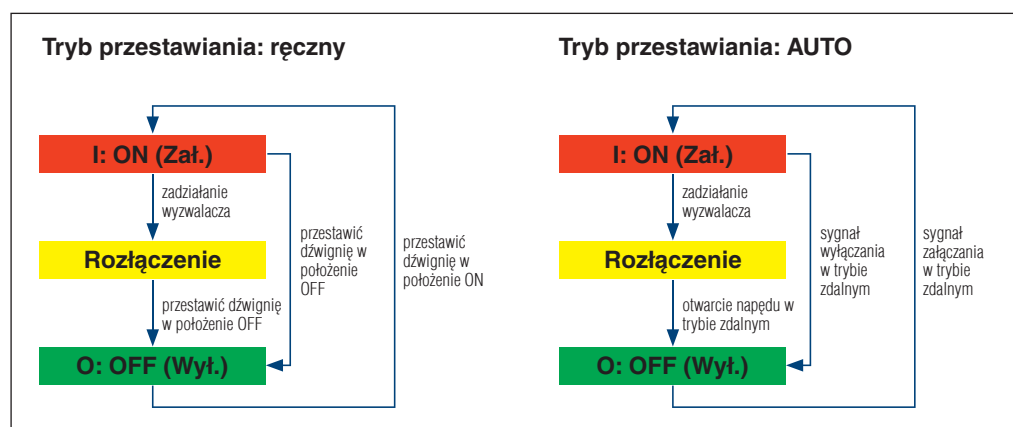 Tryb przestawiania: ręczny
I: ON (Zał.)
zadziałanie
wyzwalacza
Rozłączenie
przestawić dźwignię
w położenie OFF
O: OFF (Wył.)
przestawić
dźwignię w
położenie
OFF
przestawić
dźwignię w
położenie ON
Tryb przestawiania: AUTO
I: ON (Zał.)
zadziałanie
wyzwalacza
Rozłączenie
otwarcie napędu w
trybie zdalnym
O: OFF (Wył.)
sygnał
wyłączania
w trybie
zdalnym
sygnał
załączania
w trybie
zdalnym